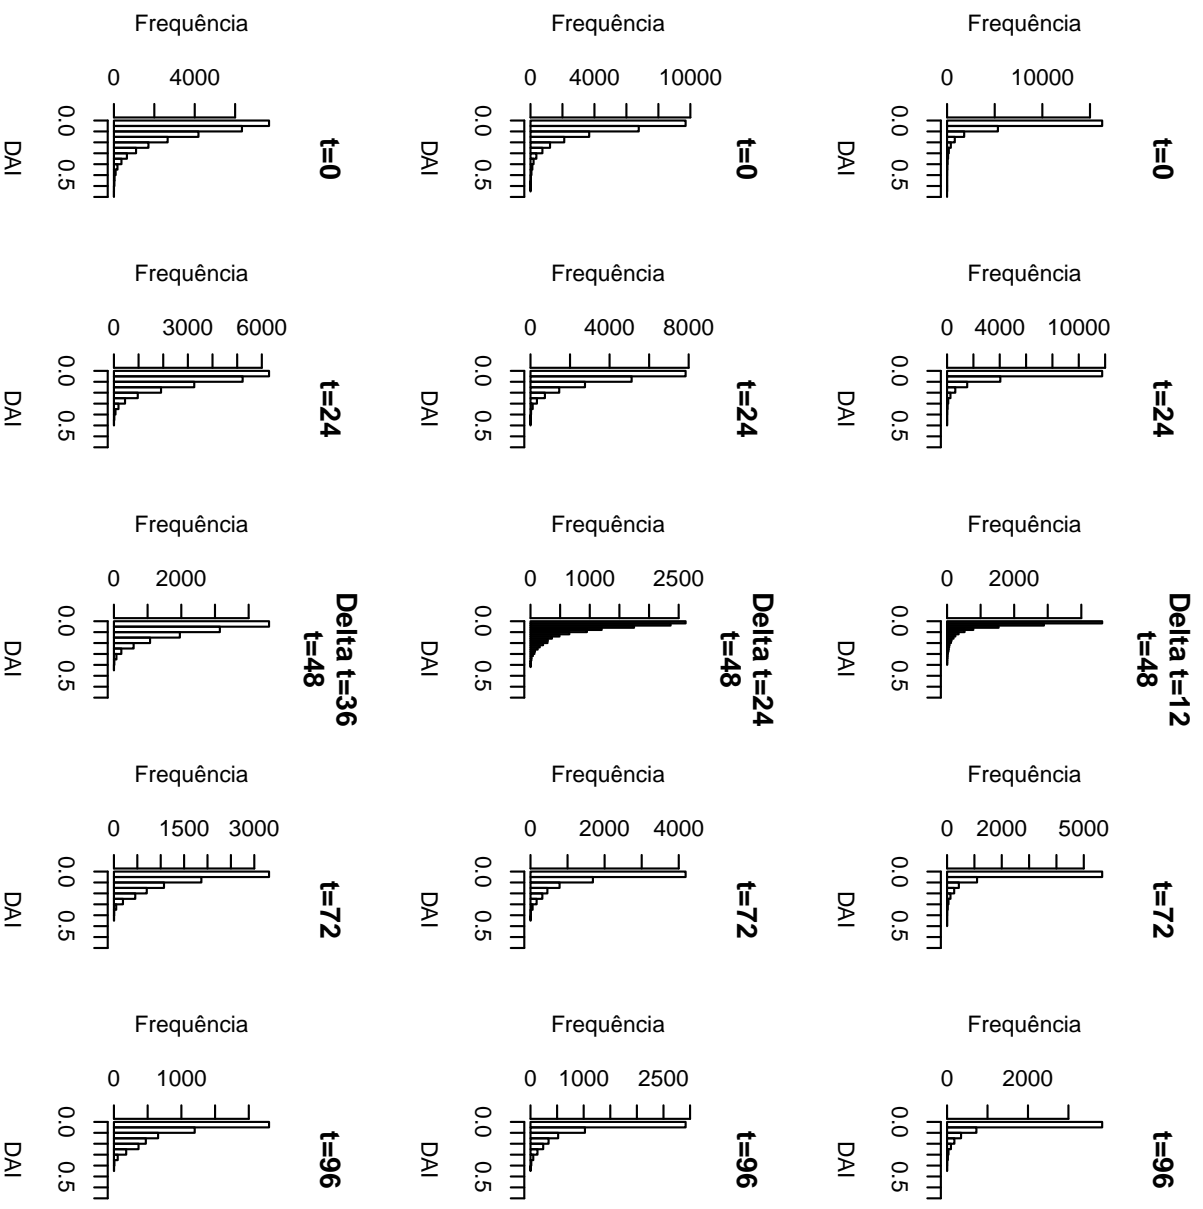 t=0
Frequência
0 10000
0.0 0.5
DAI
t=24
Frequência
0 4000 10000
0.0 0.5
DAI
Delta t=12
t=48
Frequência
0 2000
0.0 0.5
DAI
t=72
Frequência
0 2000 5000
0.0 0.5
DAI
t=96
Frequência
0 2000
0.0 0.5
DAI
t=0
Frequência
0 4000 10000
0.0 0.5
DAI
t=24
Frequência
0 4000 8000
0.0 0.5
DAI
Delta t=24
t=48
Frequência
0 1000 2500
0.0 0.5
DAI
t=72
Frequência
0 2000 4000
0.0 0.5
DAI
t=96
Frequência
0 1000 2500
0.0 0.5
DAI
t=0
Frequência
0 4000
0.0 0.5
DAI
t=24
Frequência
0 3000 6000
0.0 0.5
DAI
Delta t=36
t=48
Frequência
0 2000
0.0 0.5
DAI
t=72
Frequência
0 1500 3000
0.0 0.5
DAI
t=96
Frequência
0 1000
0.0 0.5
DAI